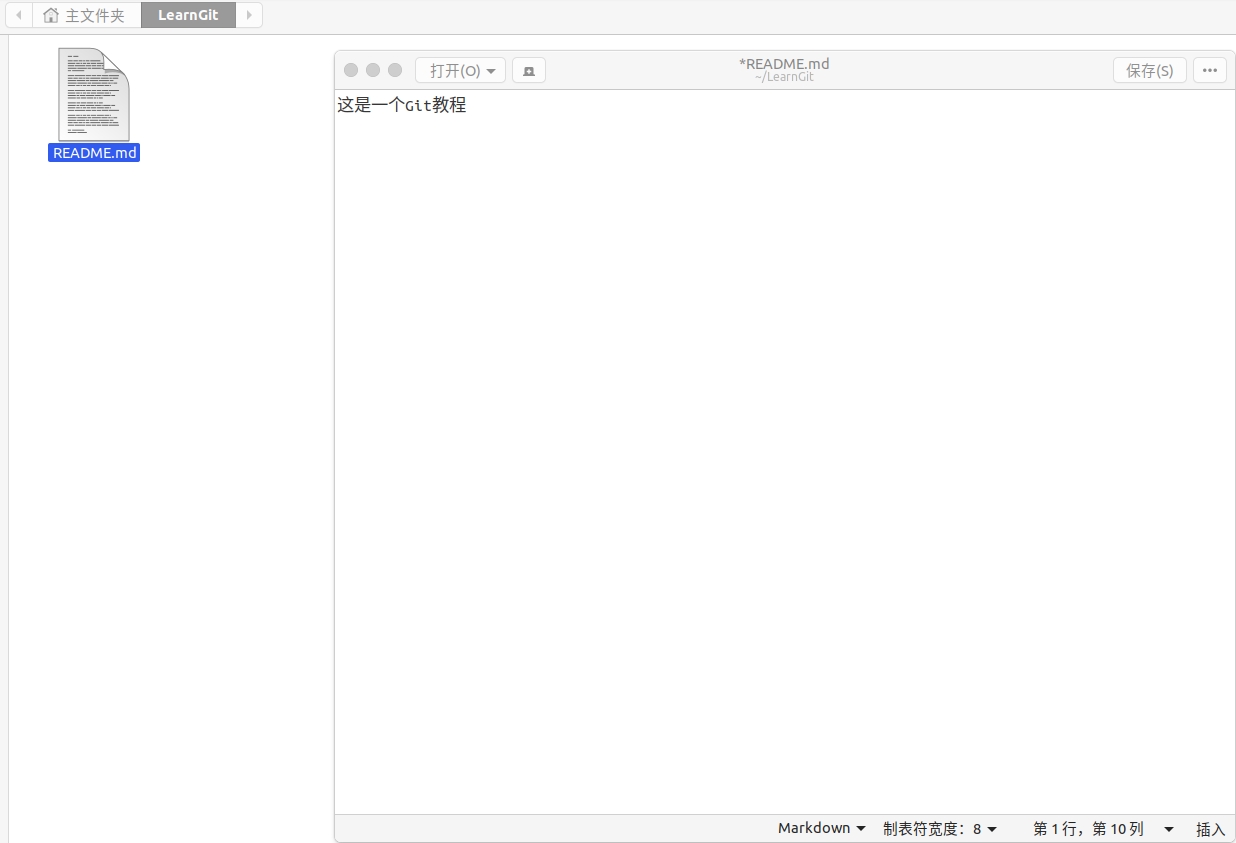 主文件夹 LearnGit
README.md
打开(O) *README.md 保存(S)
~/LearnGit
这是一个Git教程
Markdown 制表符宽度：8 第 1 行，第 10 列 插入